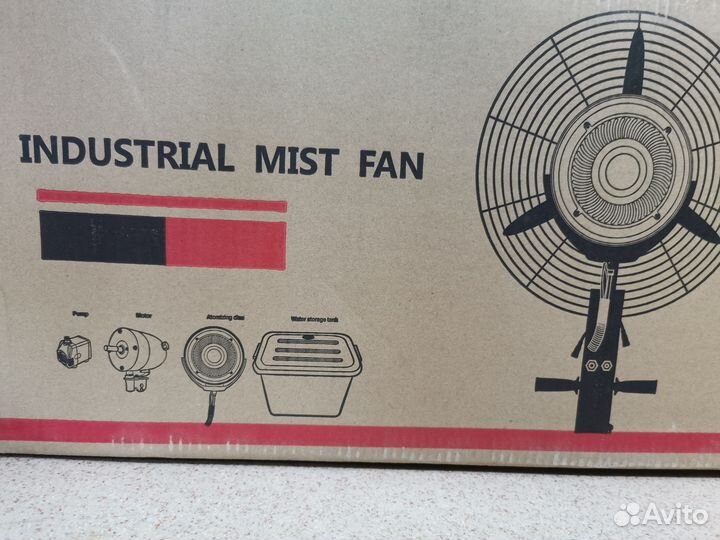 INDUSTRIAL MIST FAN
Pump Motor Atomizing disc Water storage tank
Avito